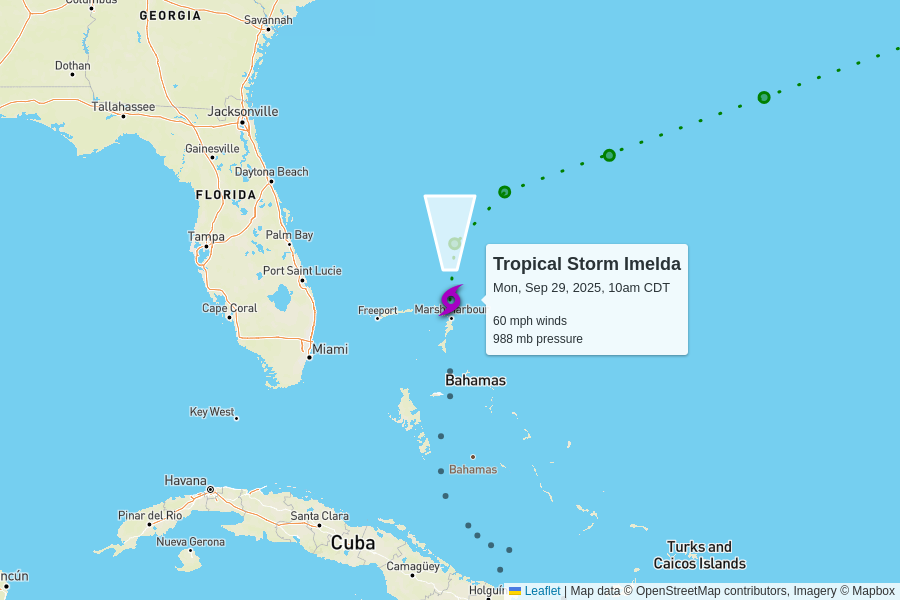 Columbus
GEORGIA
Savannah
Dothan
Tallahassee
Jacksonville
Gainesville
Daytona Beach
FLORIDA
Tampa
Palm Bay
Port Saint Lucie
Cape Coral
Freeport
Miami
Tropical Storm Imelda
Mon, Sep 29, 2025, 10am CDT
60 mph winds
988 mb pressure
Bahamas
Key West
Bahamas
Havana
Pinar del Río
Santa Clara
Nueva Gerona
Cuba
Turks and
Caicos Islands
Camagüey
ncún
Holguín
Leaflet | Map data © OpenStreetMap contributors, Imagery © Mapbox